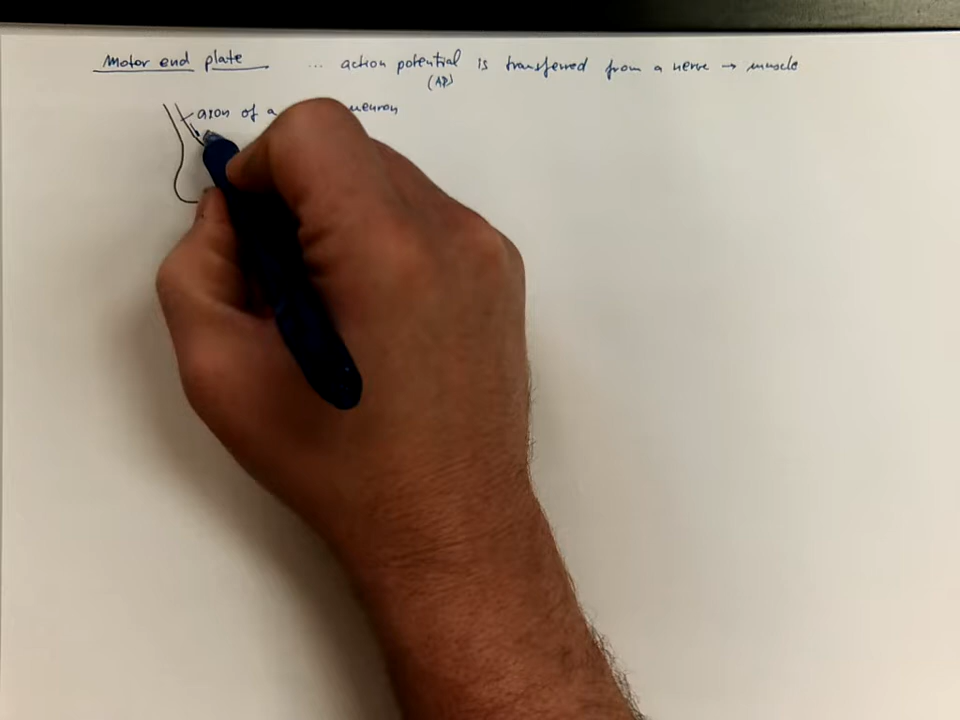 Motor end plate ... action potential is transferred from a nerve → muscle
(AP)
axon of a neuron